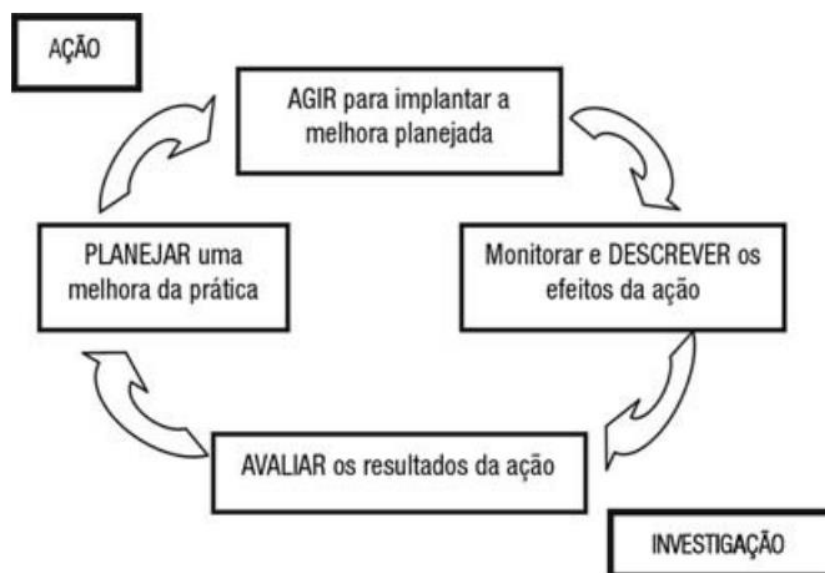 AÇÃO
AGIR para implantar a
melhora planejada
PLANEJAR uma
melhora da prática
Monitorar e DESCREVER os
efeitos da ação
AVALIAR os resultados da ação
INVESTIGAÇÃO